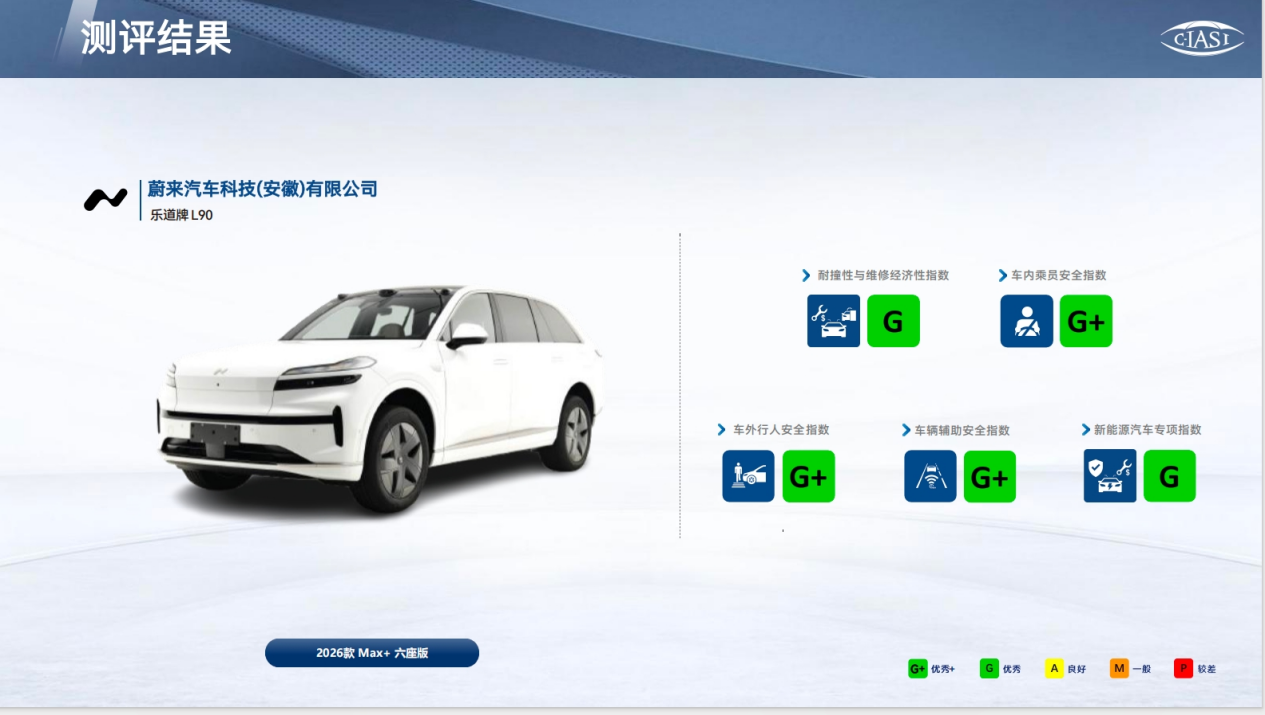 测评结果
C-IASI
蔚来汽车科技(安徽)有限公司
乐道牌L90
耐撞性与维修经济性指数
车内乘员安全指数
G
G+
车外行人安全指数
车辆辅助安全指数
新能源汽车专项指数
G+
G+
G
2026款 Max+ 六座版
G+ 优秀+ G 优秀 A 良好 M 一般 P 较差